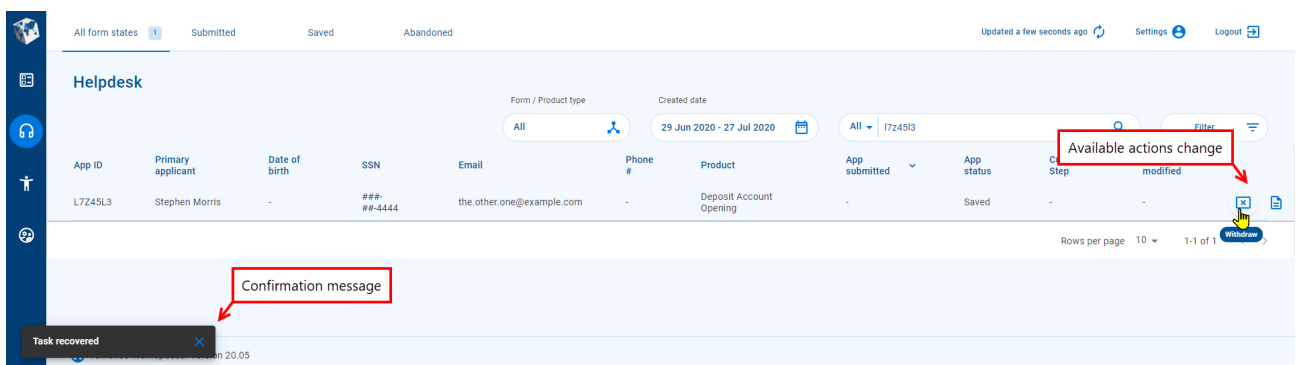 All form states 1 Submitted Saved Abandoned Updated a few seconds ago Settings Logout
Helpdesk
Form / Product type Created date
All 29 Jun 2020 - 27 Jul 2020 All l7z45l3 Filter
Available actions change
App ID Primary applicant Date of birth SSN Email Phone # Product App submitted App status Step modified
L7Z45L3 Stephen Morris - ###-##-4444 the.other.one@example.com - Deposit Account Opening - Saved - -
Withdraw
Rows per page 10 1-1 of 1
Confirmation message
Task recovered
20.05